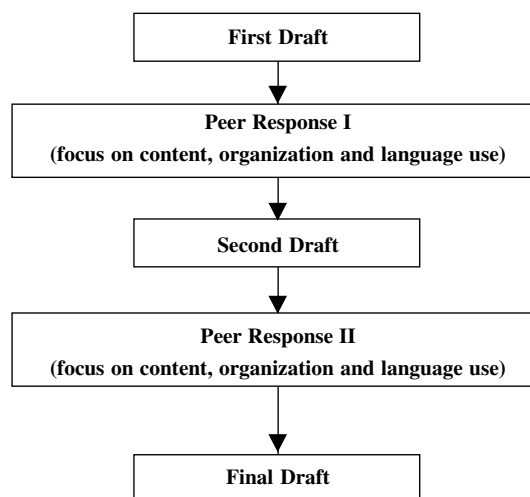 First Draft
Peer Response I
(focus on content, organization and language use)
Second Draft
Peer Response II
(focus on content, organization and language use)
Final Draft